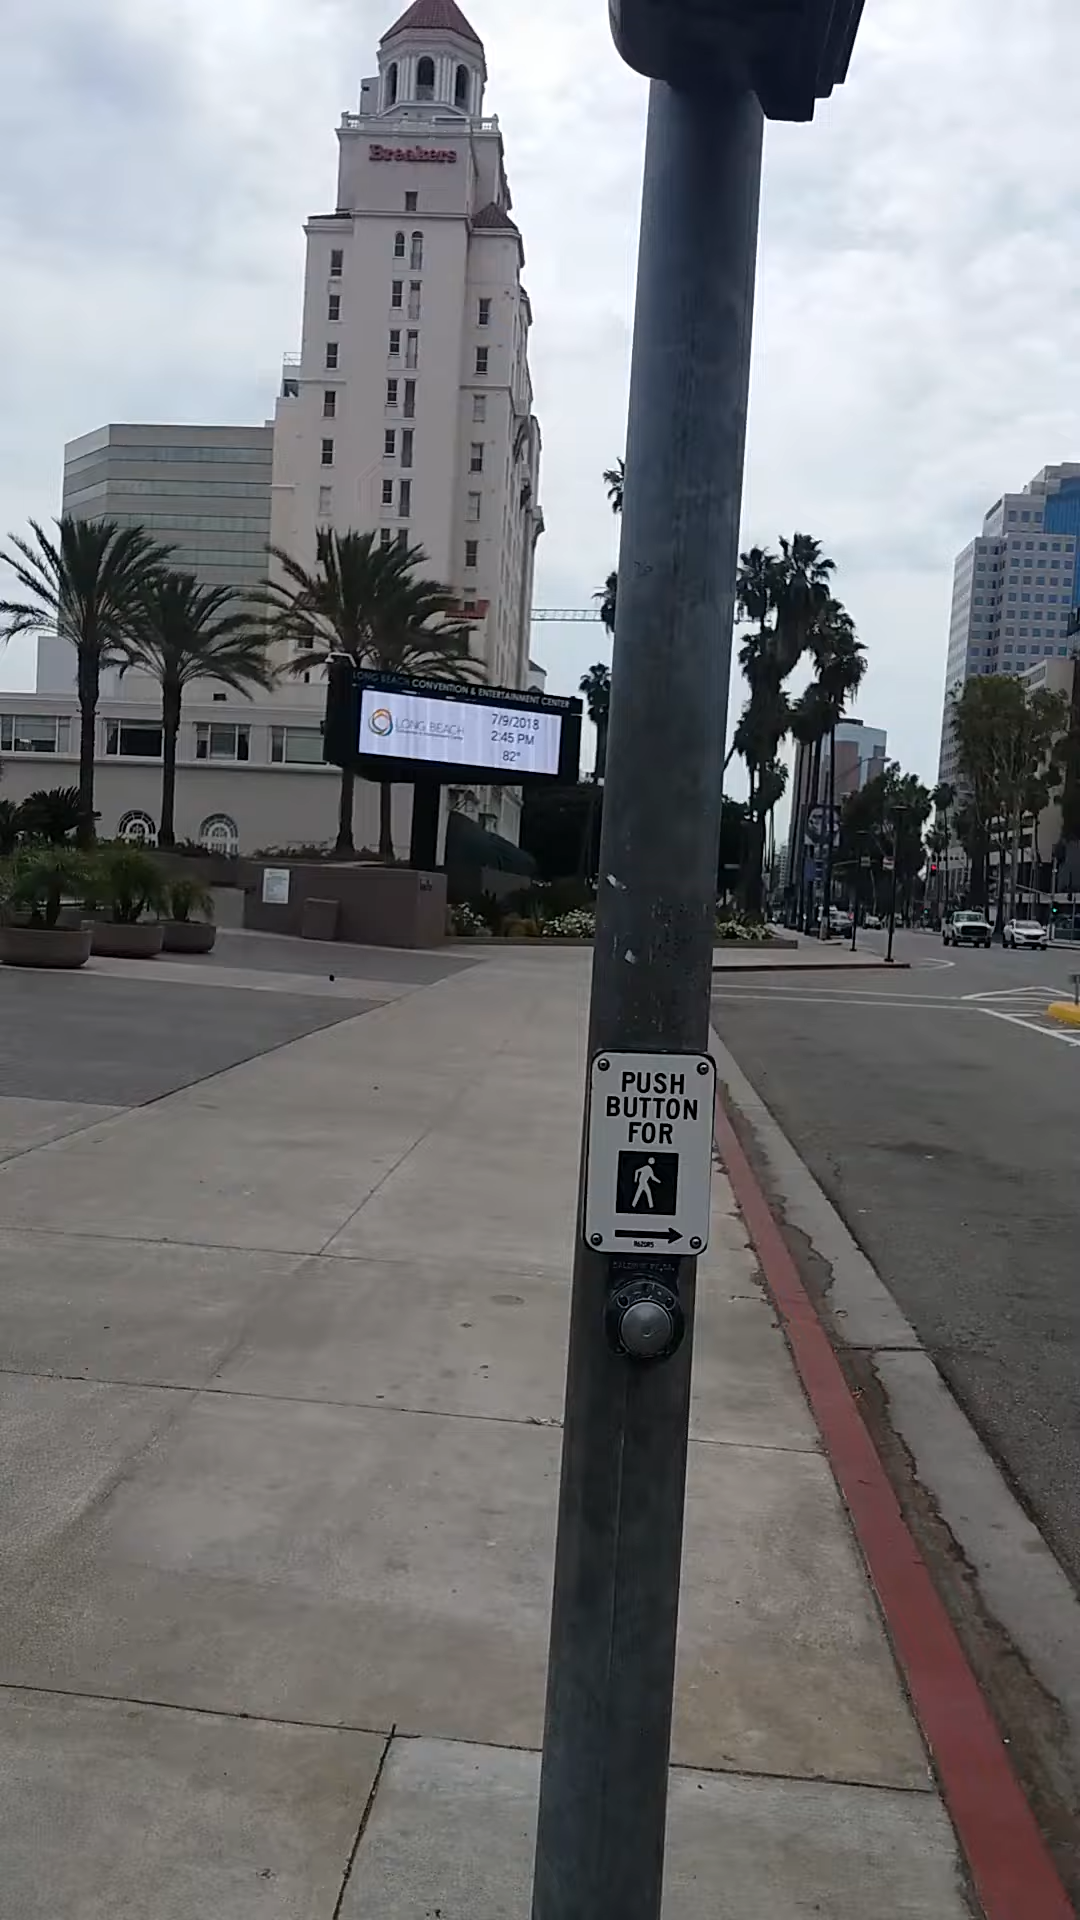 Breakers
LONG BEACH CONVENTION & ENTERTAINMENT CENTER
LONG BEACH
7/9/2018
2:45 PM
82°
PUSH
BUTTON
FOR